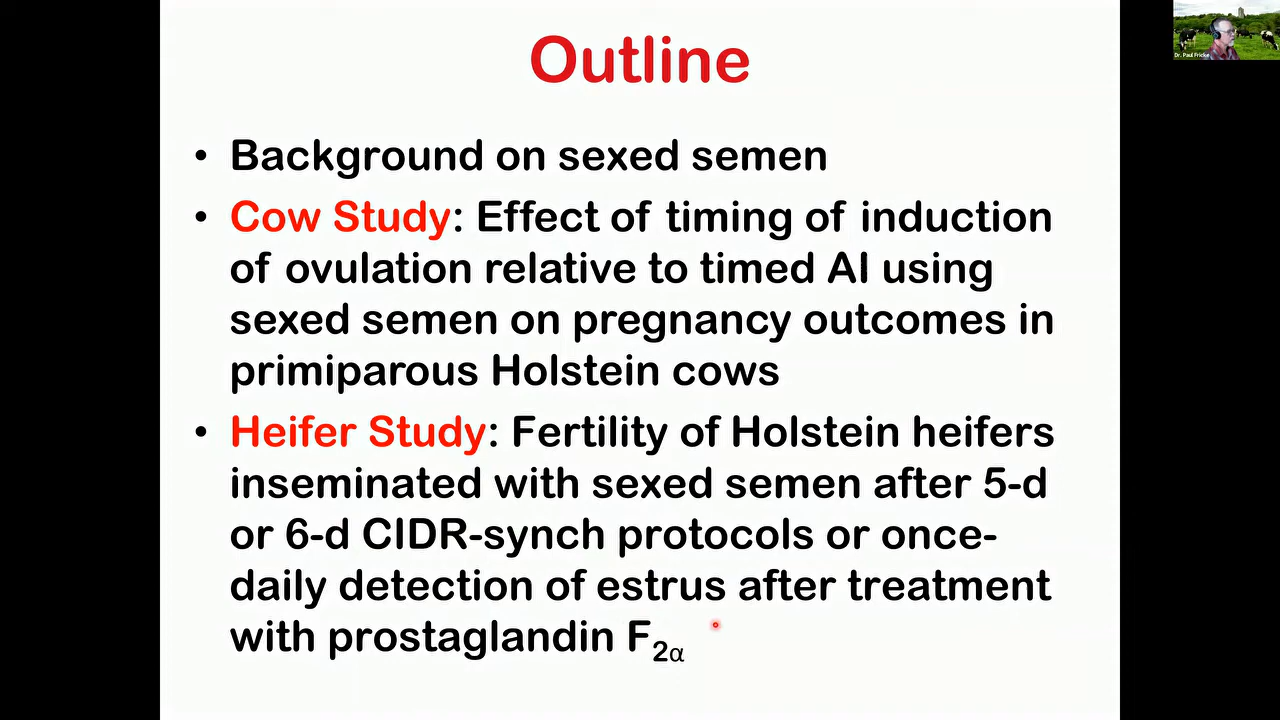 Outline
• Background on sexed semen
• Cow Study: Effect of timing of induction
of ovulation relative to timed AI using
sexed semen on pregnancy outcomes in
primiparous Holstein cows
• Heifer Study: Fertility of Holstein heifers
inseminated with sexed semen after 5-d
or 6-d CIDR-synch protocols or once-
daily detection of estrus after treatment
with prostaglandin F2α
Dr. Paul Fricke